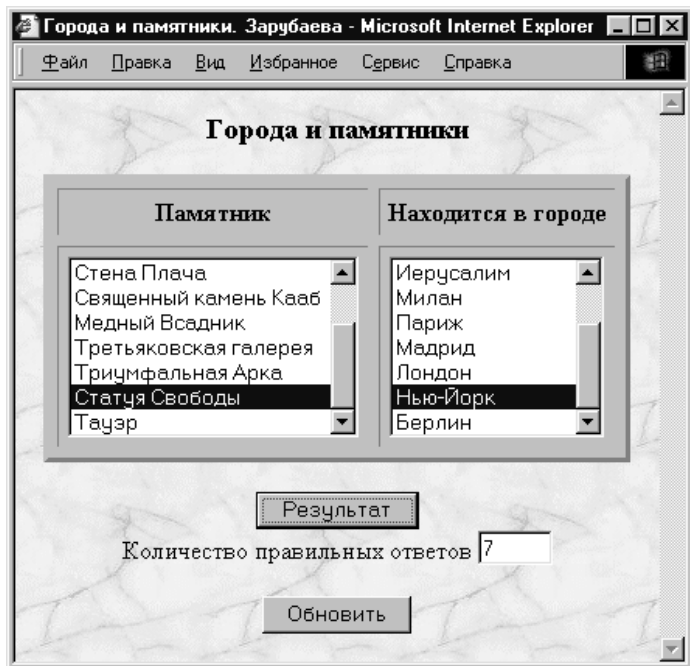 Города и памятники. Зарубаева - Microsoft Internet Explorer
Файл Правка Вид Избранное Сервис Справка
Города и памятники
Памятник
Находится в городе
Стена Плача
Священный камень Кааб
Медный Всадник
Третьяковская галерея
Триумфальная Арка
Статуя Свободы
Тауэр
Иерусалим
Милан
Париж
Мадрид
Лондон
Нью-Йорк
Берлин
Результат
Количество правильных ответов 7
Обновить